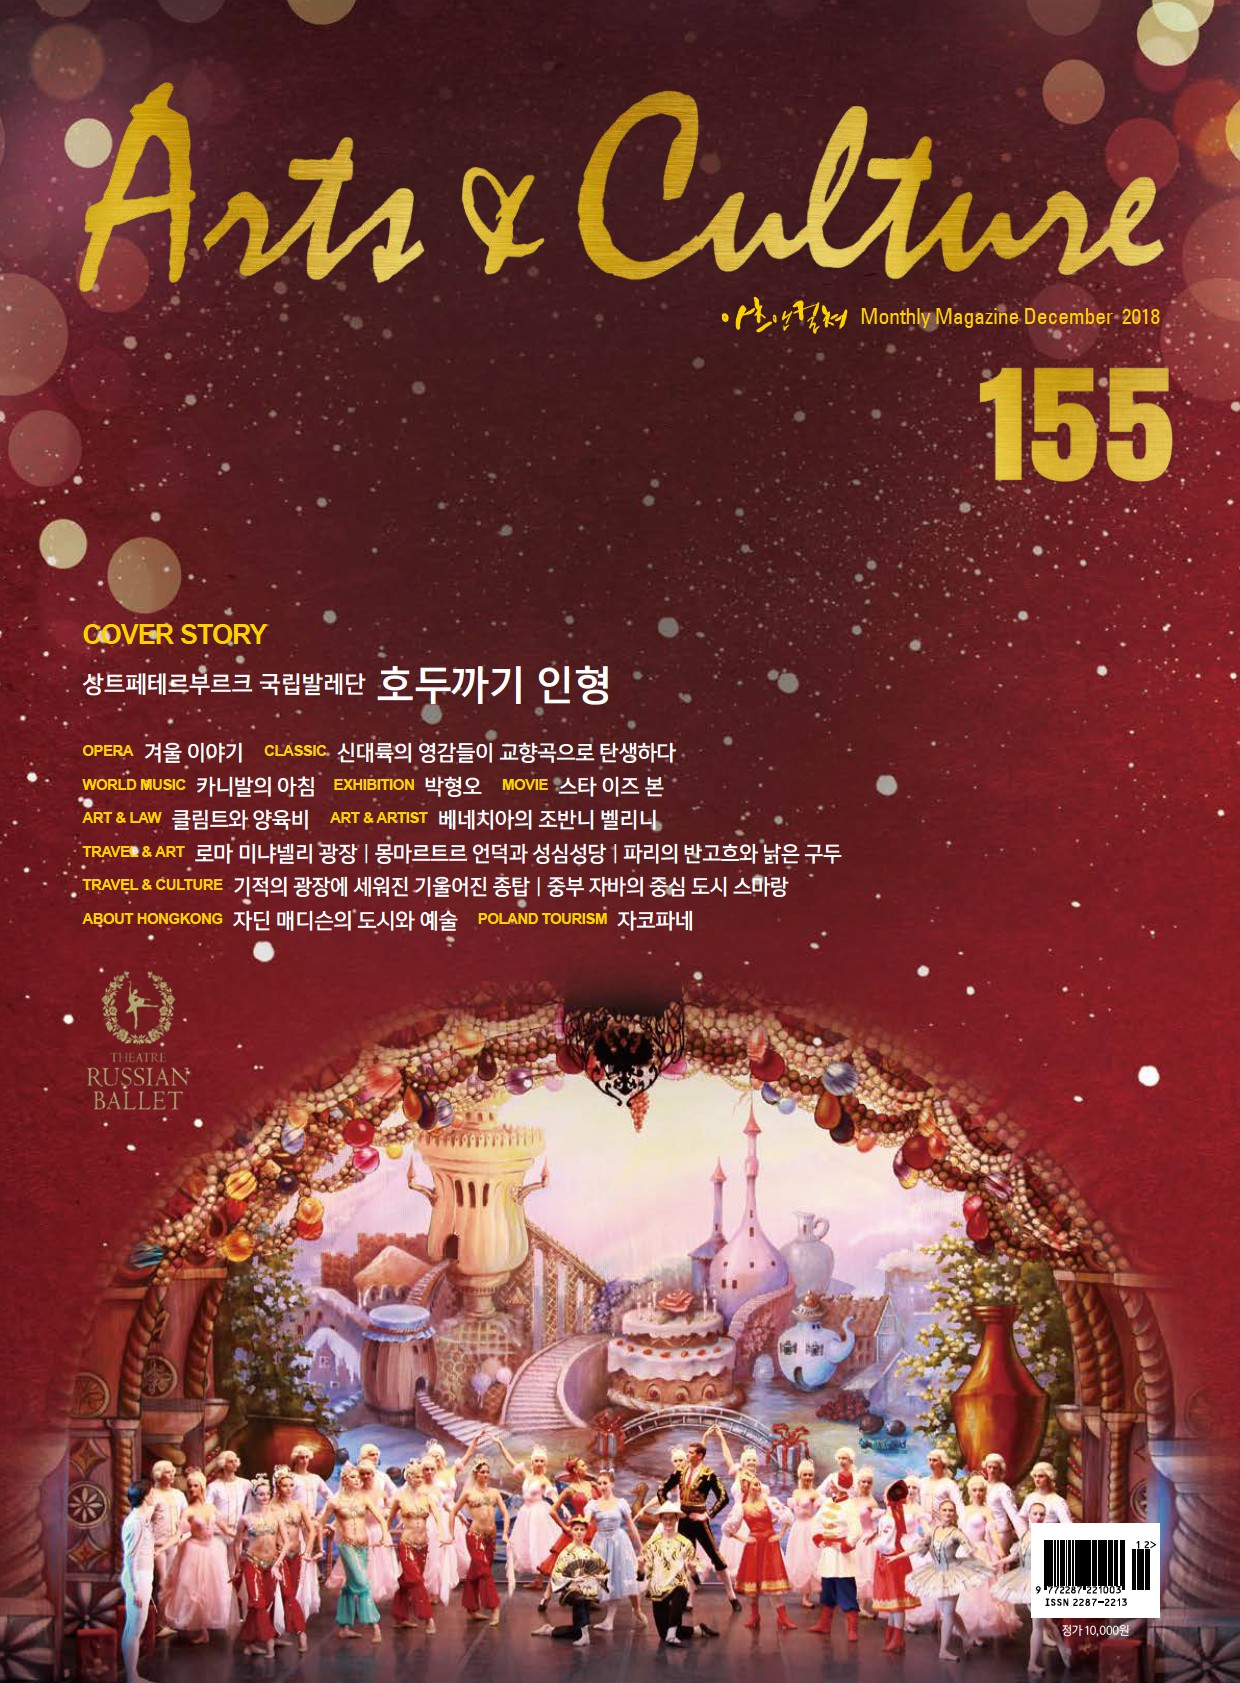 Arts & Culture
아츠앤컬쳐 Monthly Magazine December 2018
155
COVER STORY
상트페테르부르크 국립발레단 호두까기 인형
OPERA 겨울 이야기 CLASSIC 신대륙의 영감들이 교향곡으로 탄생하다
WORLD MUSIC 카니발의 아침 EXHIBITION 박형오 MOVIE 스타 이즈 본
ART & LAW 클림트와 양육비 ART & ARTIST 베네치아의 조반니 벨리니
TRAVEL & ART 로마 미냐넬리 광장 | 몽마르트르 언덕과 성심성당 | 파리의 반고흐와 낡은 구두
TRAVEL & CULTURE 기적의 광장에 세워진 기울어진 종탑 | 중부 자바의 중심 도시 스마랑
ABOUT HONGKONG 자딘 매디슨의 도시와 예술 POLAND TOURISM 자코파네
THEATRE
RUSSIAN
BALLET
12>
9 772287 221003
ISSN 2287-2213
정가 10,000원